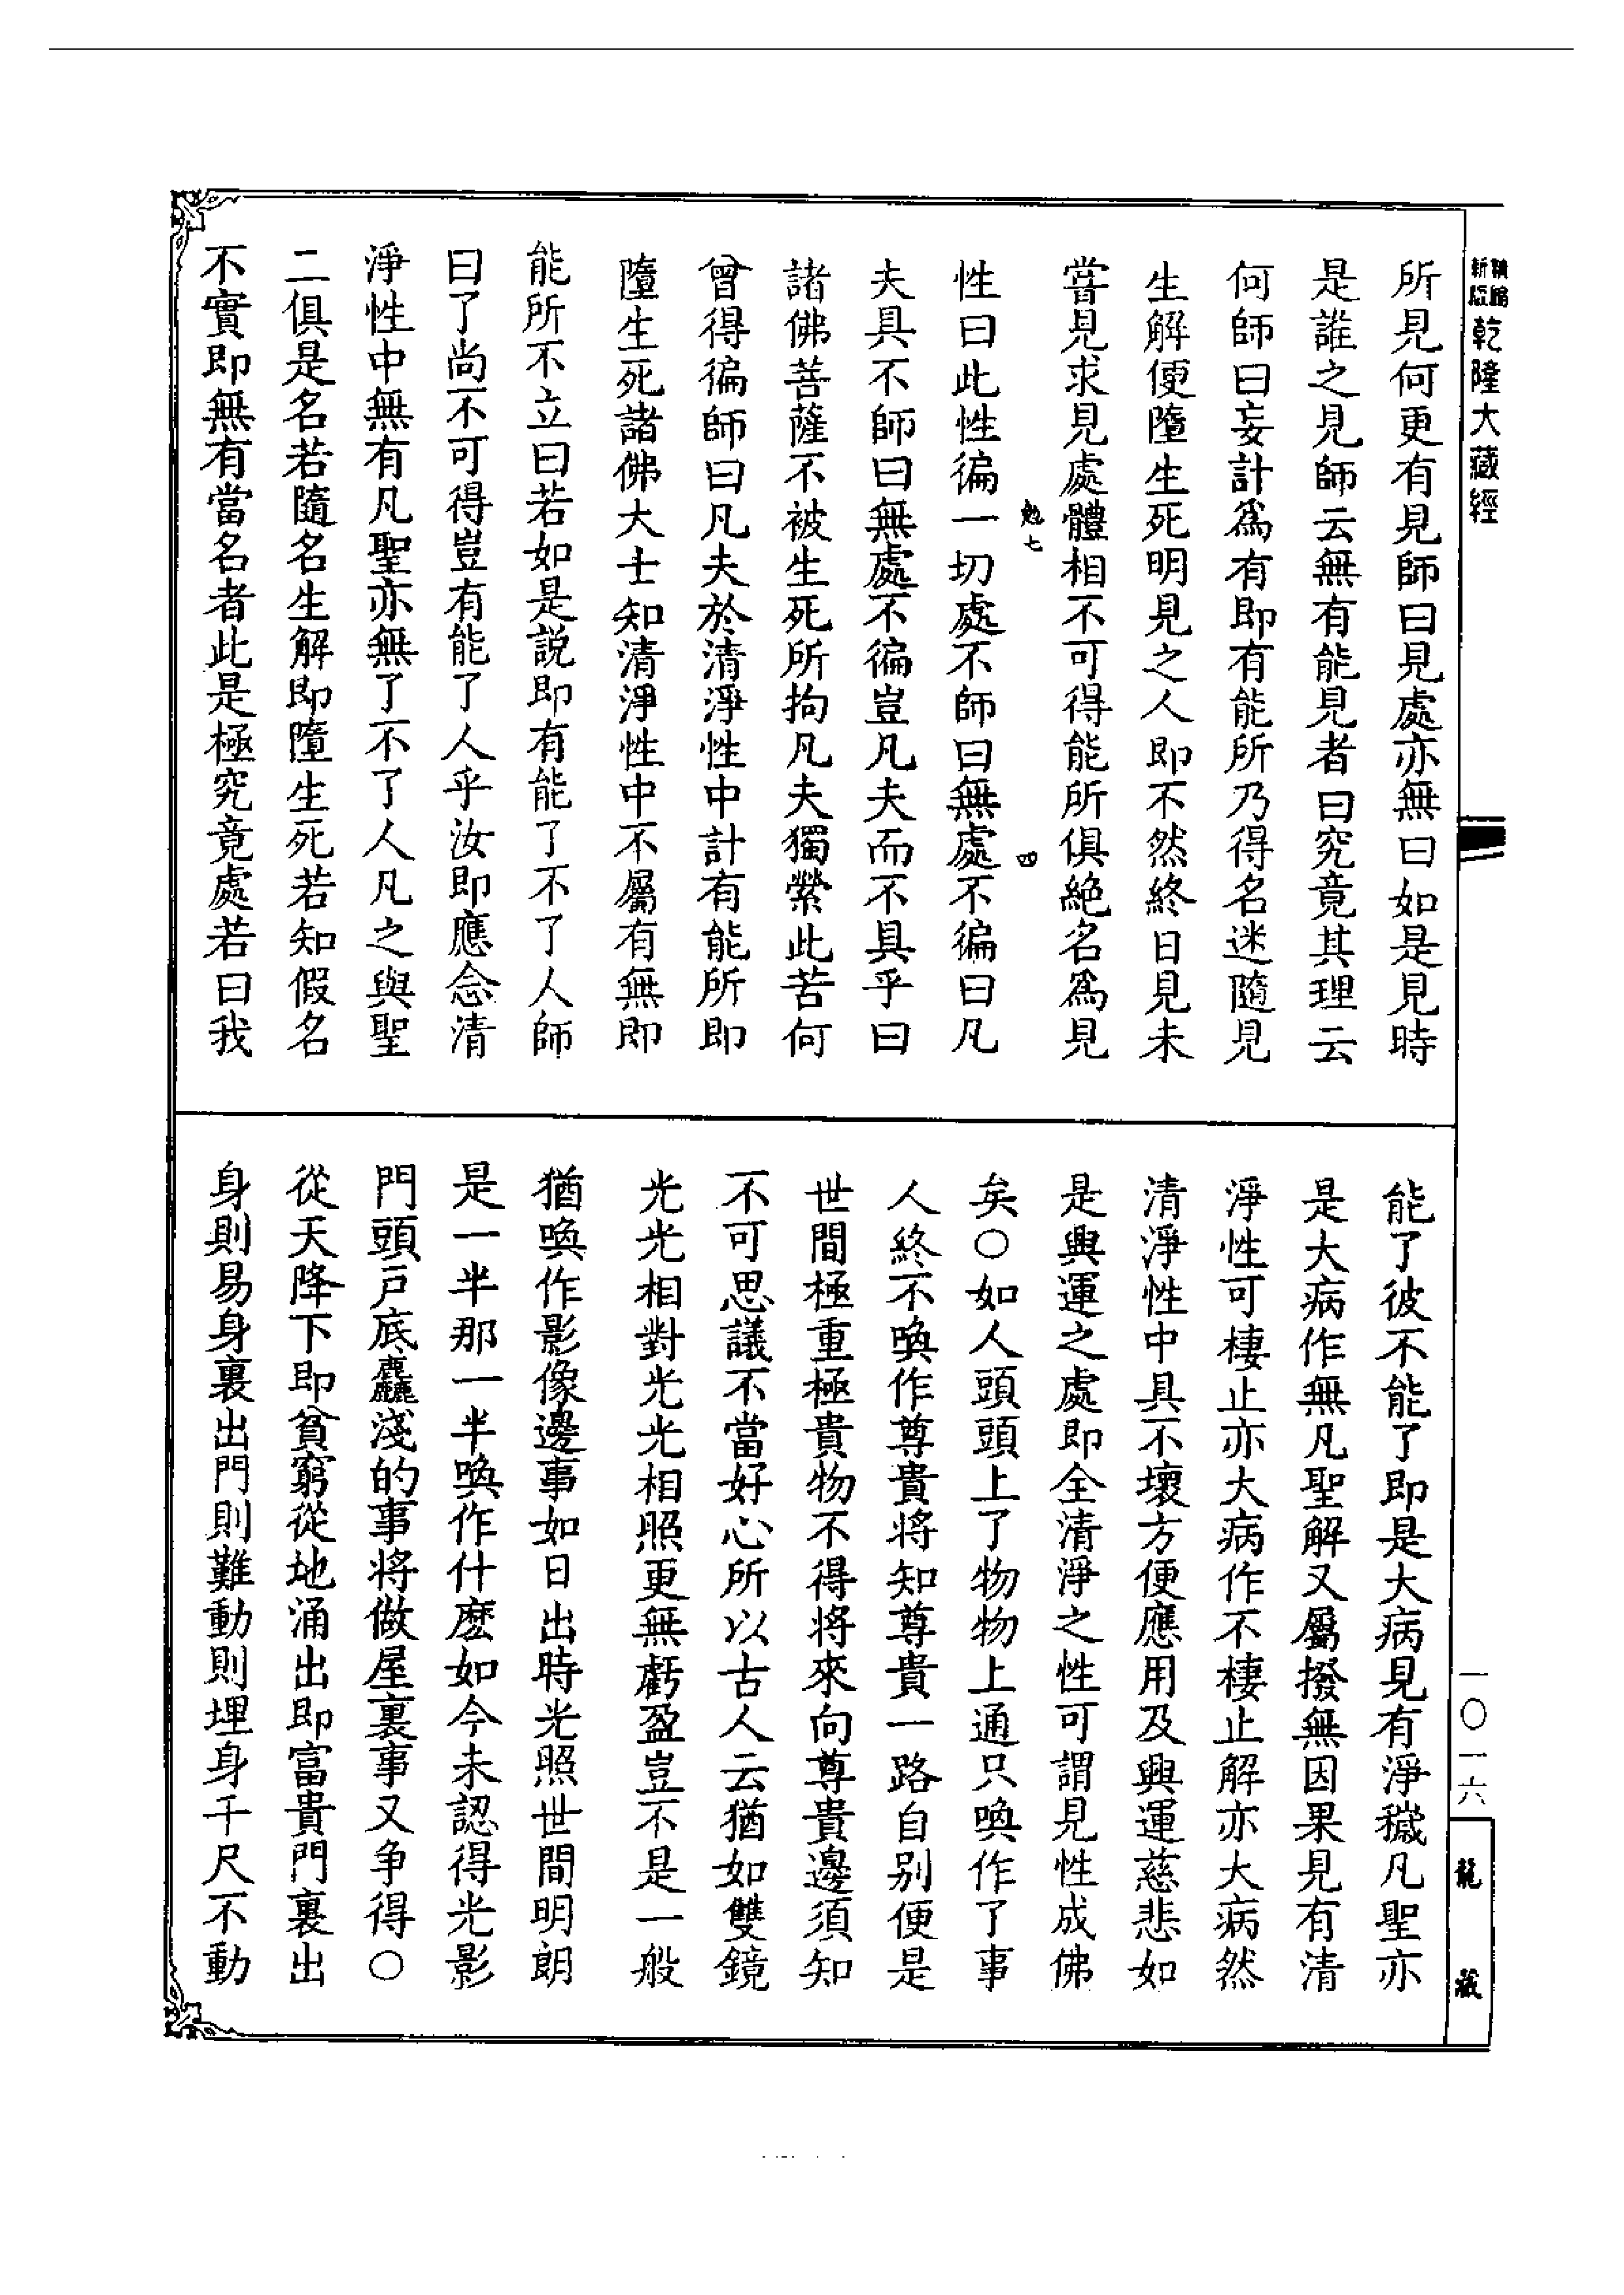 新編
縮版
乾隆大藏經
所見何更有見師曰見處亦無曰如是見時
是誰之見師云無有能見者曰究竟其理云
何師曰妄計爲有即有能所乃得名迷隨見
生解便墮生死明見之人即不然終日見未
嘗見求見處體相不可得能所俱絕名爲見
勉七
四
性曰此性徧一切處不師曰無處不徧曰凡
夫具不師曰無處不徧豈凡夫而不具乎曰
諸佛菩薩不被生死所拘凡夫獨縈此苦何
曾得徧師曰凡夫於清淨性中計有能所即
墮生死諸佛大士知清淨性中不屬有無即
能所不立曰若如是說即有能了不了人師
曰了尚不可得豈有能了人乎汝即應念清
淨性中無有凡聖亦無了不了人凡之與聖
二俱是名若隨名生解即墮生死若知假名
不實即無有當名者此是極究竟處若曰我
能了彼不能了即是大病見有淨穢凡聖亦
是大病作無凡聖解又屬撥無因果見有清
淨性可棲止亦大病作不棲止解亦大病然
清淨性中具不壞方便應用及興運慈悲如
是興運之處即全清淨之性可謂見性成佛
矣○如人頭頭上了物物上通只喚作了事
人終不喚作尊貴將知尊貴一路自別便是
世間極重極貴物不得將來向尊貴邊須知
不可思議不當好心所以古人云猶如雙鏡
光光相對光光相照更無虧盈豈不是一般
猶喚作影像邊事如日出時光照世間明朗
是一半那一半喚作什麼如今未認得光影
門頭戶底麤淺的事將做屋裏事又争得○
從天降下即貧窮從地涌出即富貴門裏出
身則易身裏出門則難動則埋身千尺不動
一〇一六
龍藏